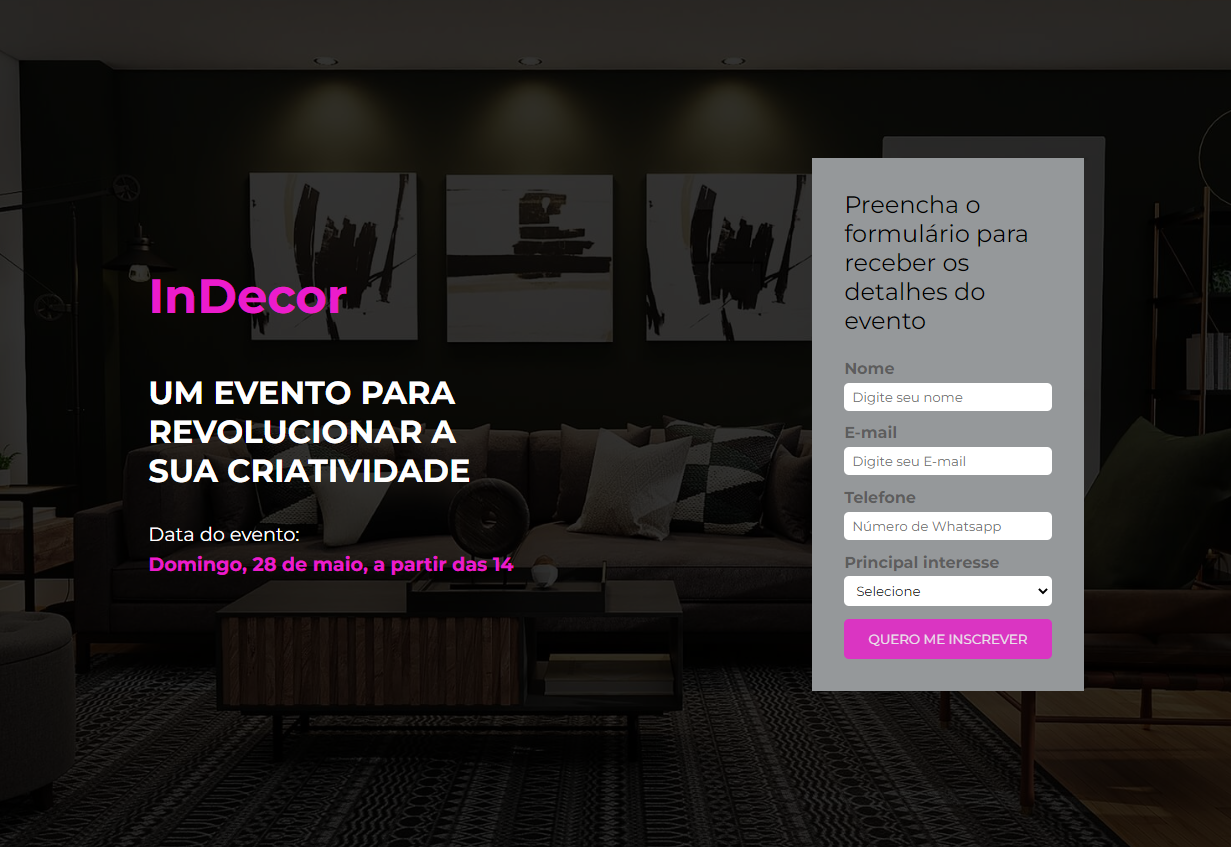 InDecor
UM EVENTO PARA
REVOLUCIONAR A
SUA CRIATIVIDADE
Data do evento:
Domingo, 28 de maio, a partir das 14
Preencha o
formulário para
receber os
detalhes do
evento
Nome
Digite seu nome
E-mail
Digite seu E-mail
Telefone
Número de Whatsapp
Principal interesse
Selecione
QUERO ME INSCREVER